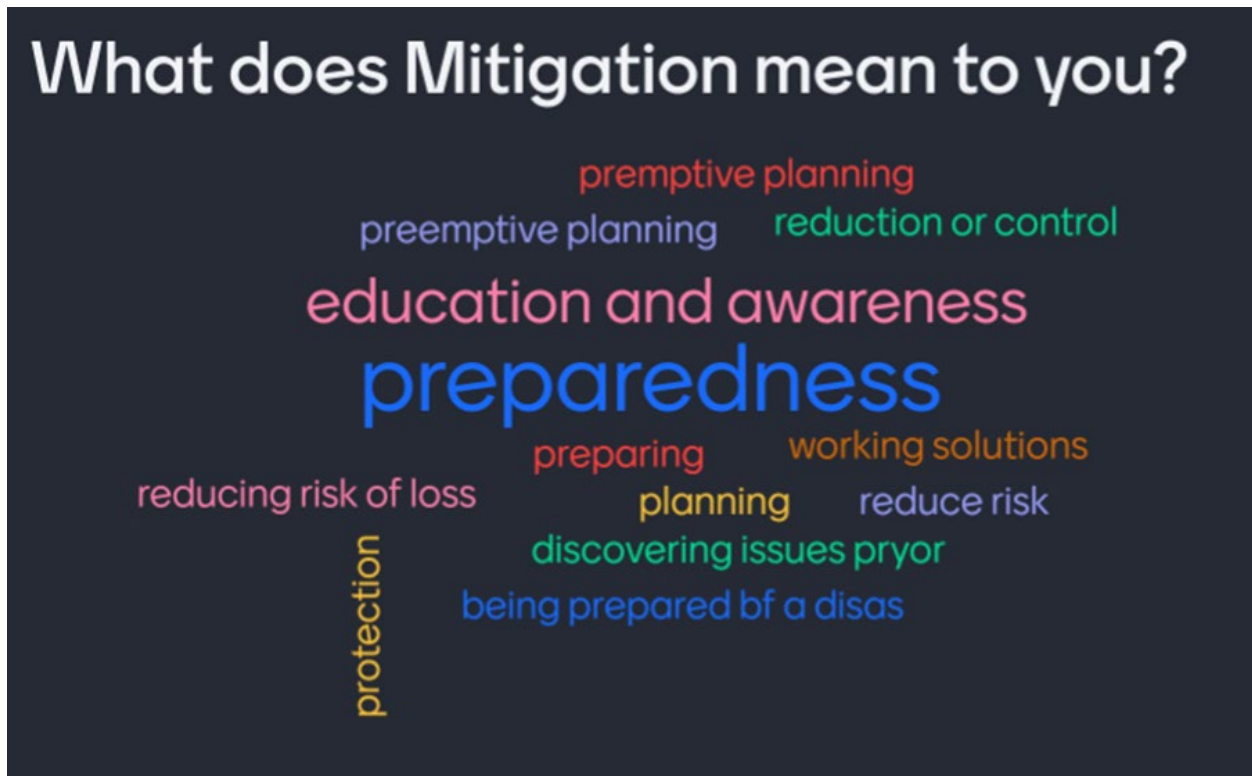 What does Mitigation mean to you?
premptive planning
preemptive planning
reduction or control
education and awareness
preparedness
preparing
working solutions
reducing risk of loss
planning
reduce risk
discovering issues pryor
protection
being prepared bf a disas